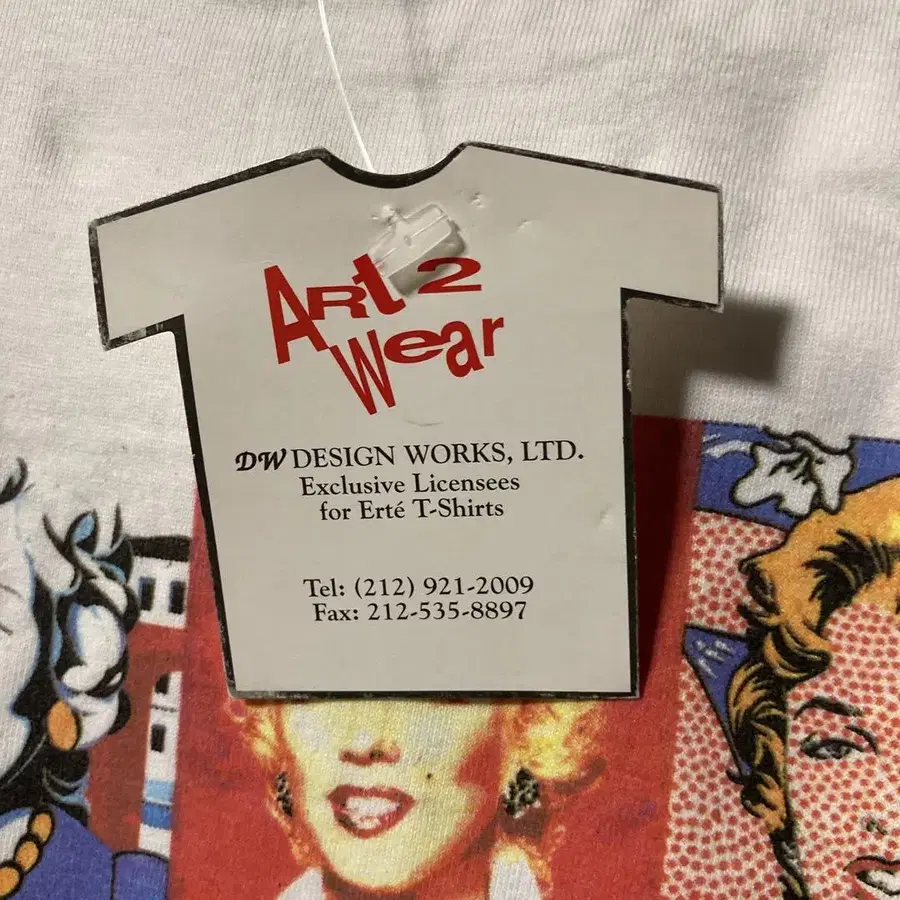 Art 2
Wear
DW DESIGN WORKS, LTD.
Exclusive Licensees
for Erté T-Shirts
Tel: (212) 921-2009
Fax: 212-535-8897